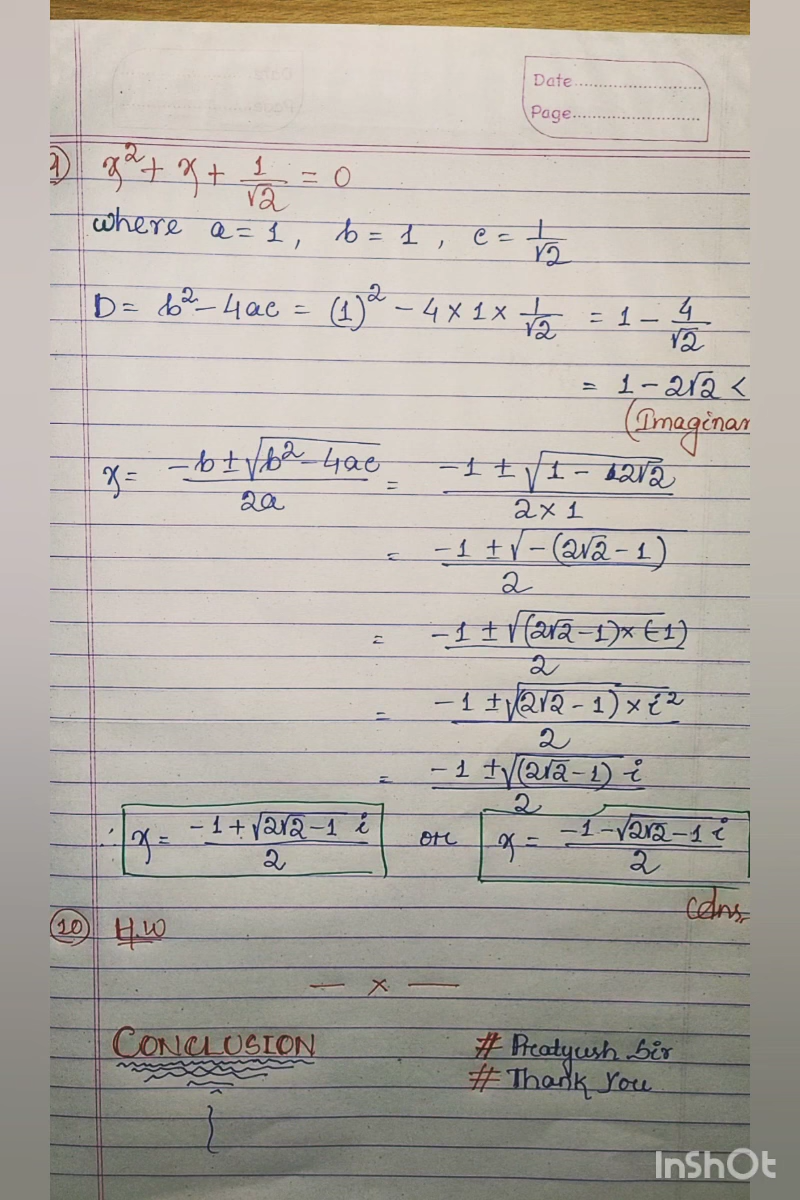 Date
Page
9) x² + x + 1/√2 = 0
where a = 1, b = 1, c = 1/√2
D = b² - 4ac = (1)² - 4 × 1 × 1/√2 = 1 - 4/√2
= 1 - 2√2 <
(Imaginar
x = (-b ± √(b² - 4ac))/2a = (-1 ± √(1 - 2√2))/(2 × 1)
= (-1 ± √(-(2√2 - 1)))/2
= (-1 ± √((2√2 - 1) × (-1)))/2
= (-1 ± √((2√2 - 1) × i²))/2
= (-1 ± √(2√2 - 1) i)/2
∴ x = (-1 + √(2√2 - 1) i)/2 or x = (-1 - √(2√2 - 1) i)/2
Ans.
10) H.W
— × —
CONCLUSION
# Pratyush Sir
# Thank You
InShOt